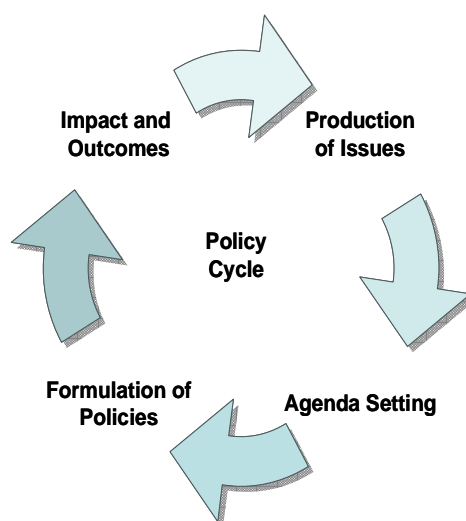 Impact and
Outcomes
Production
of Issues
Policy
Cycle
Formulation of
Policies
Agenda Setting